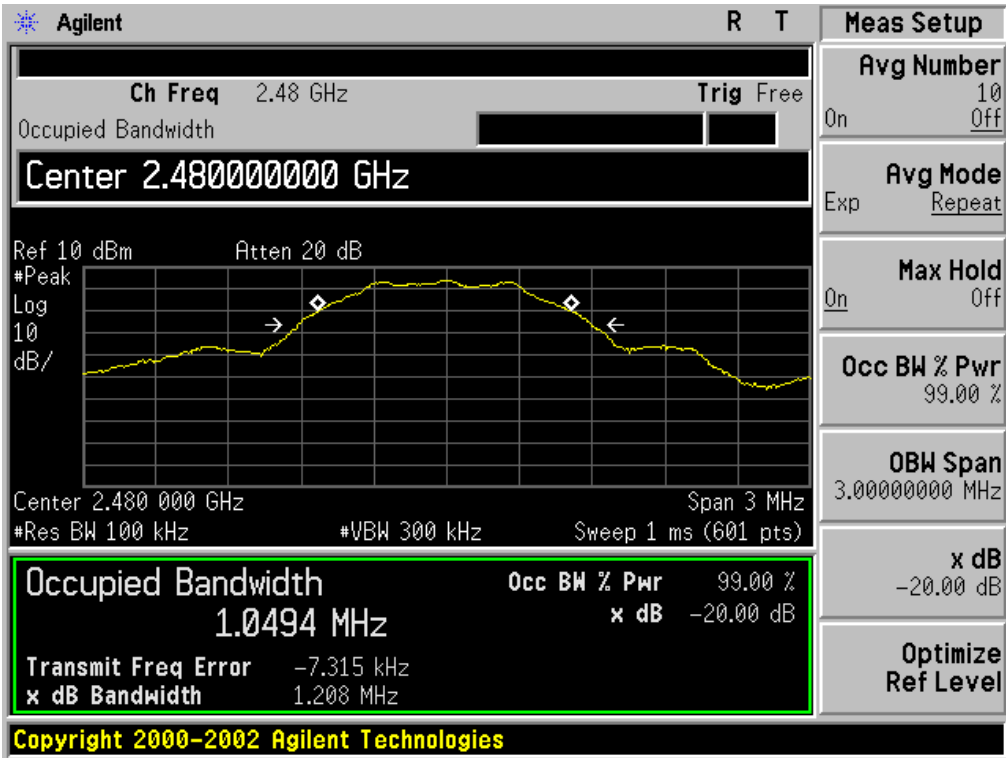 Agilent R T Meas Setup
Ch Freq 2.48 GHz Trig Free
Occupied Bandwidth
Center 2.480000000 GHz
Ref 10 dBm Atten 20 dB
#Peak
Log
10
dB/
Center 2.480 000 GHz Span 3 MHz
#Res BW 100 kHz #VBW 300 kHz Sweep 1 ms (601 pts)
Occupied Bandwidth Occ BW % Pwr 99.00 %
1.0494 MHz x dB -20.00 dB
Transmit Freq Error -7.315 kHz
x dB Bandwidth 1.208 MHz
Copyright 2000-2002 Agilent Technologies
Avg Number
10
On Off
Avg Mode
Exp Repeat
Max Hold
On Off
Occ BW % Pwr
99.00 %
OBW Span
3.00000000 MHz
x dB
-20.00 dB
Optimize
Ref Level